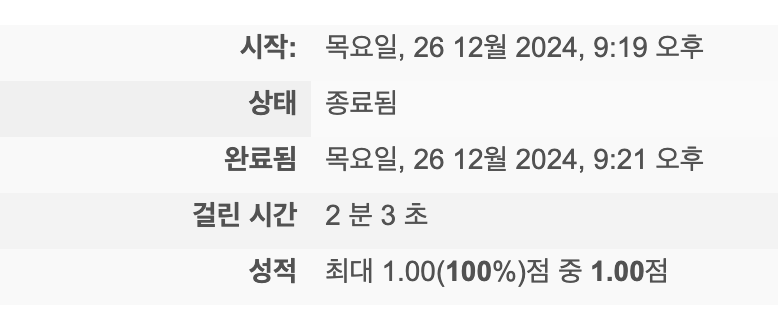 시작: 목요일, 26 12월 2024, 9:19 오후
상태 종료됨
완료됨 목요일, 26 12월 2024, 9:21 오후
걸린 시간 2 분 3 초
성적 최대 1.00(100%)점 중 1.00점